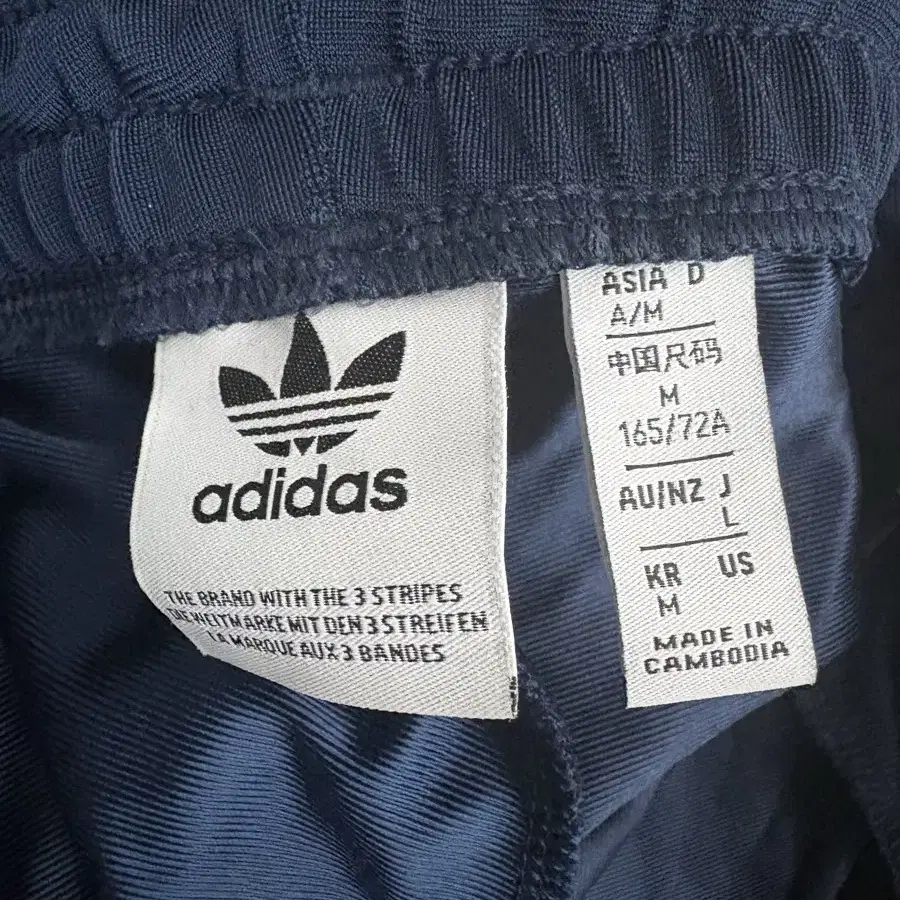 adidas
THE BRAND WITH THE 3 STRIPES
DIE WELTMARKE MIT DEN 3 STREIFEN
LA MARQUE AUX 3 BANDES
ASIA D
A/M
中国尺码
M
165/72A
AU/NZ J
L
KR US
M
MADE IN
CAMBODIA